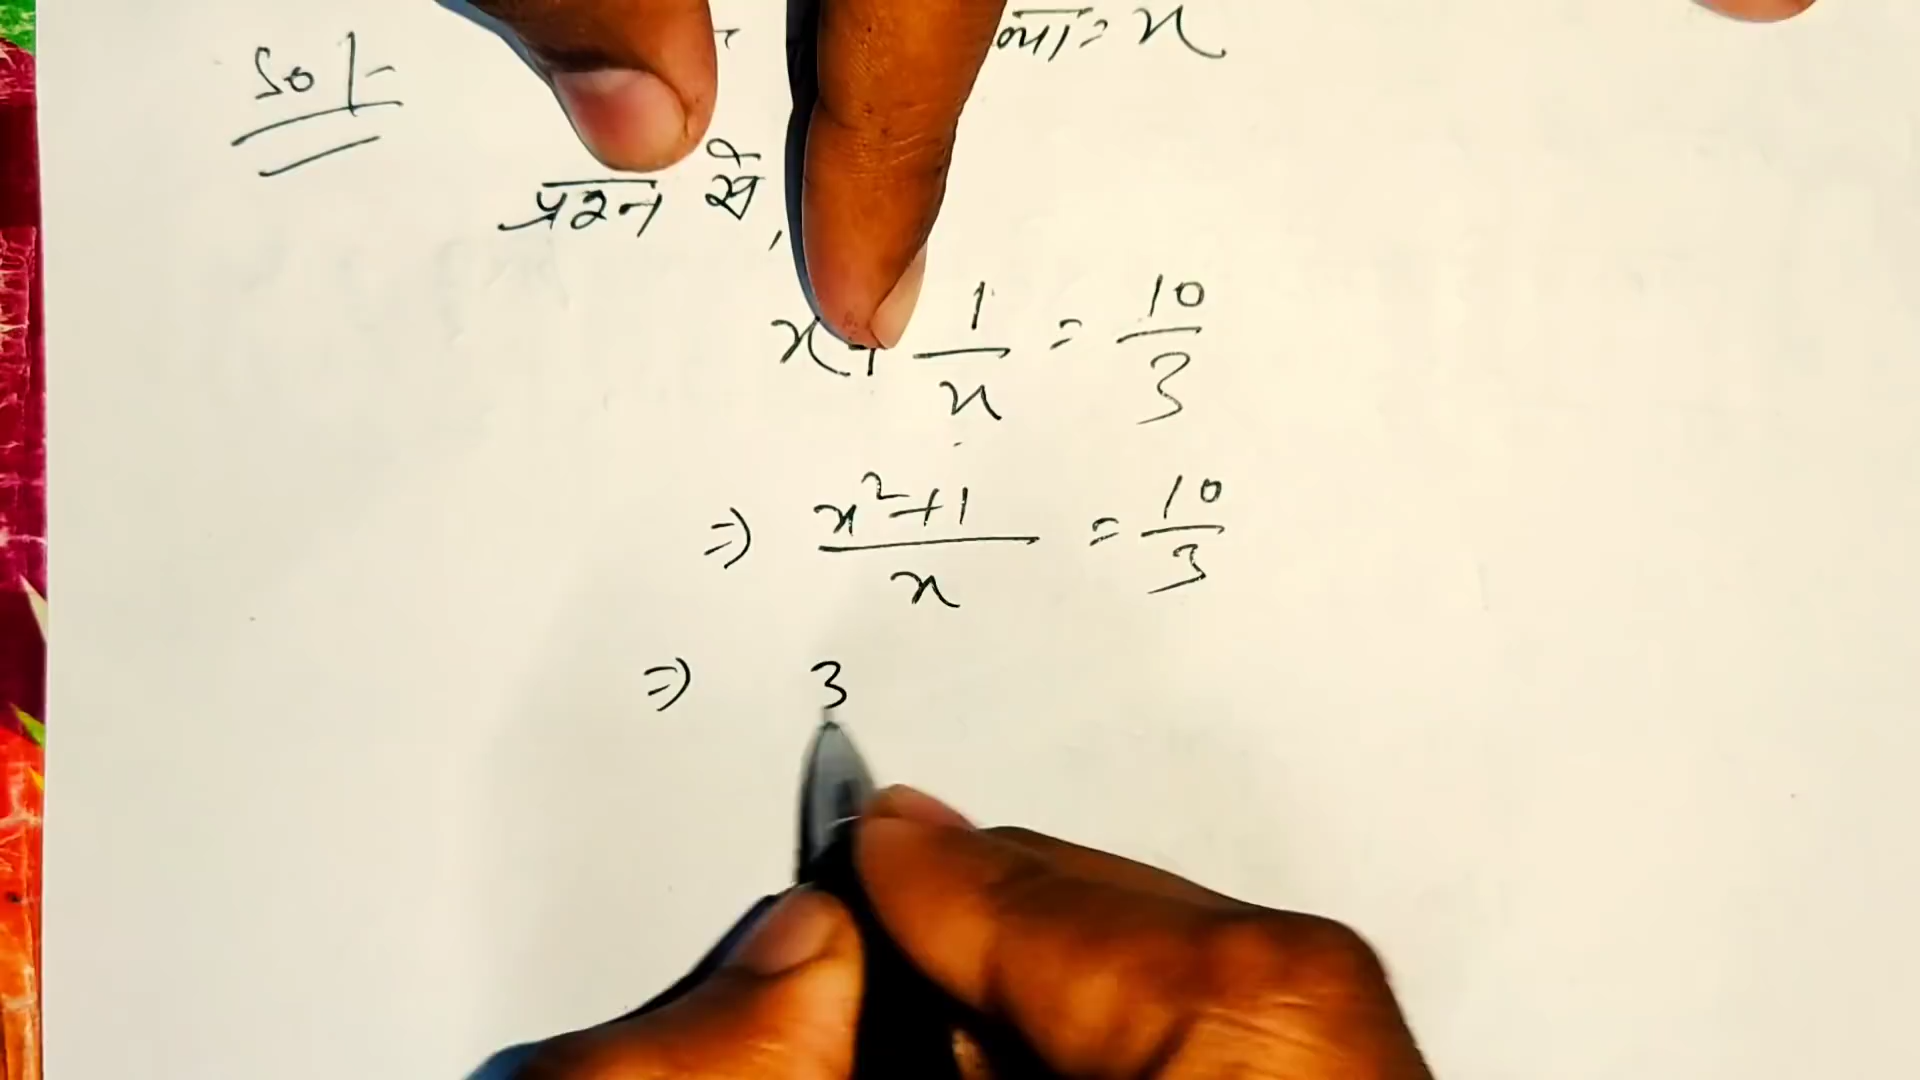 Sol- = x
प्रश्न से,
x + 1/x = 10/3
⇒ x²+1/x = 10/3
⇒ 3